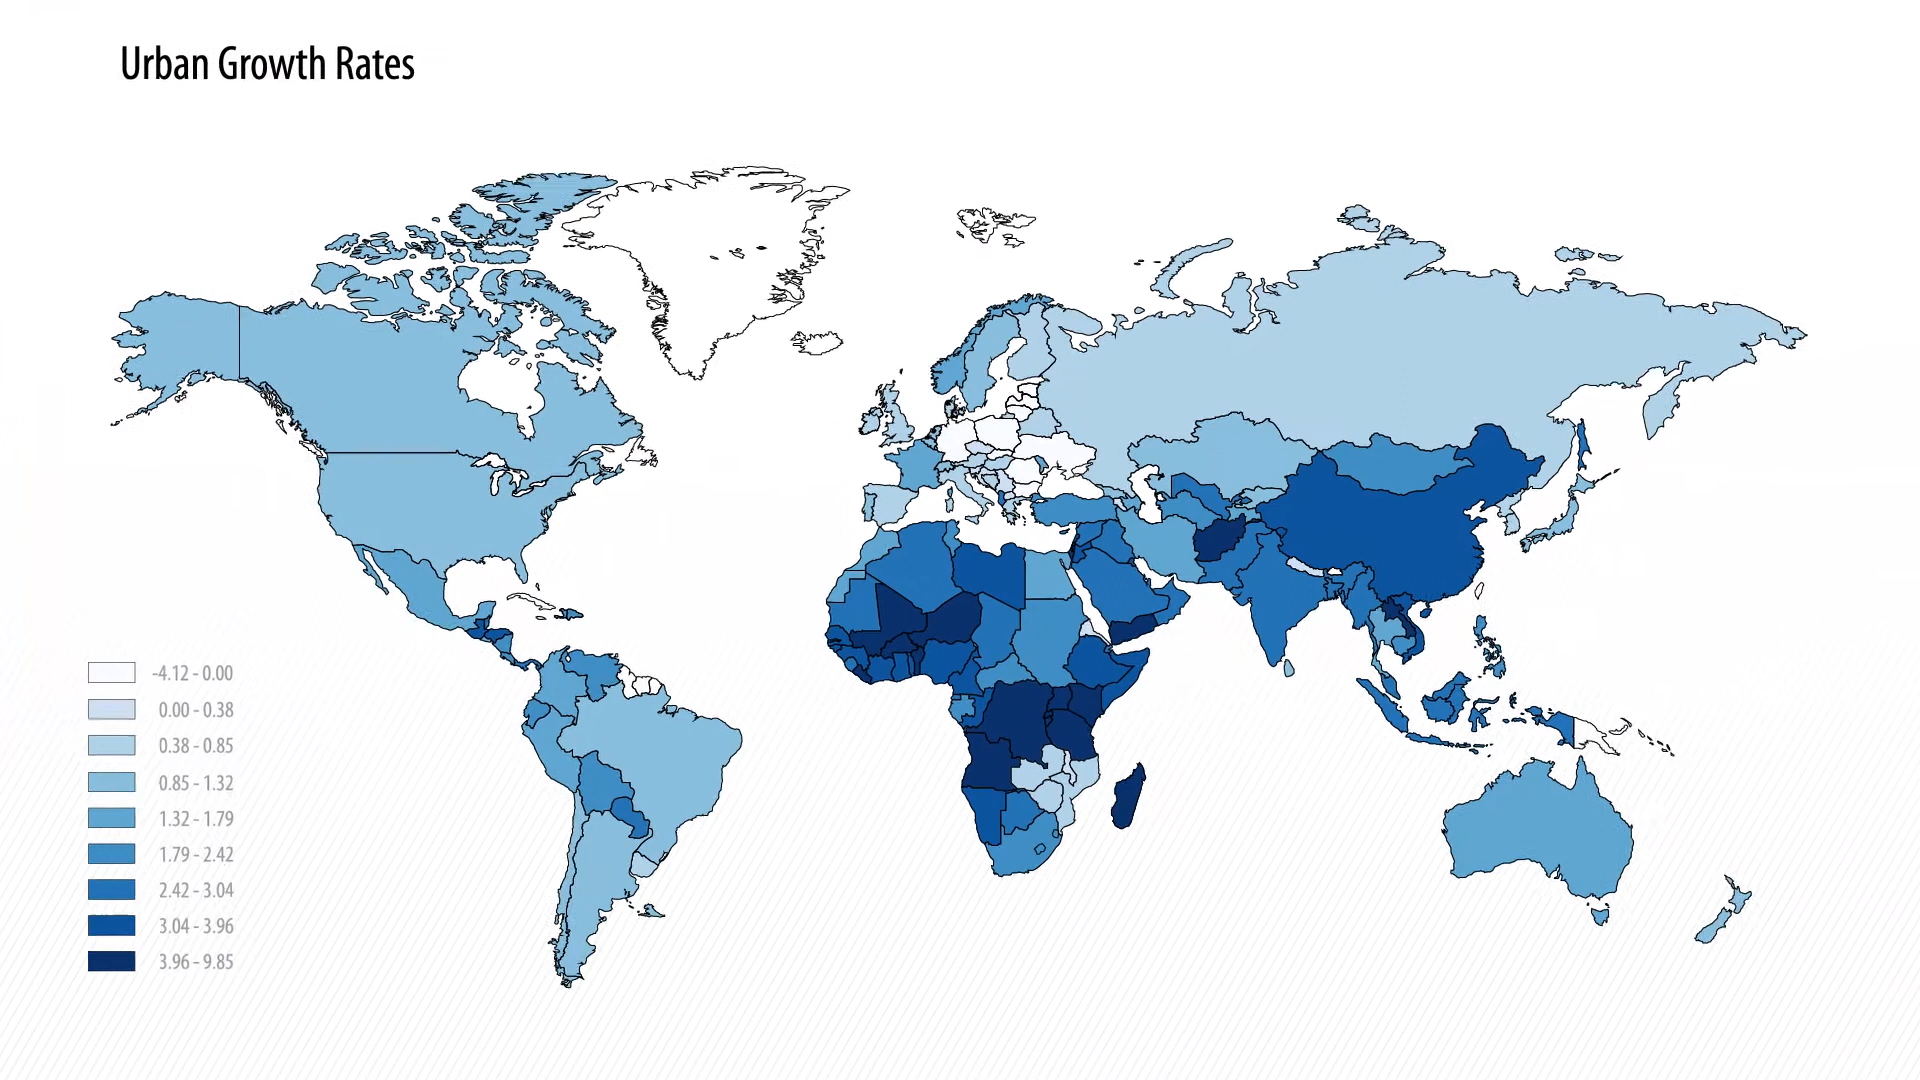 Urban Growth Rates
-4.12 - 0.00
0.00 - 0.38
0.38 - 0.85
0.85 - 1.32
1.32 - 1.79
1.79 - 2.42
2.42 - 3.04
3.04 - 3.96
3.96 - 9.85